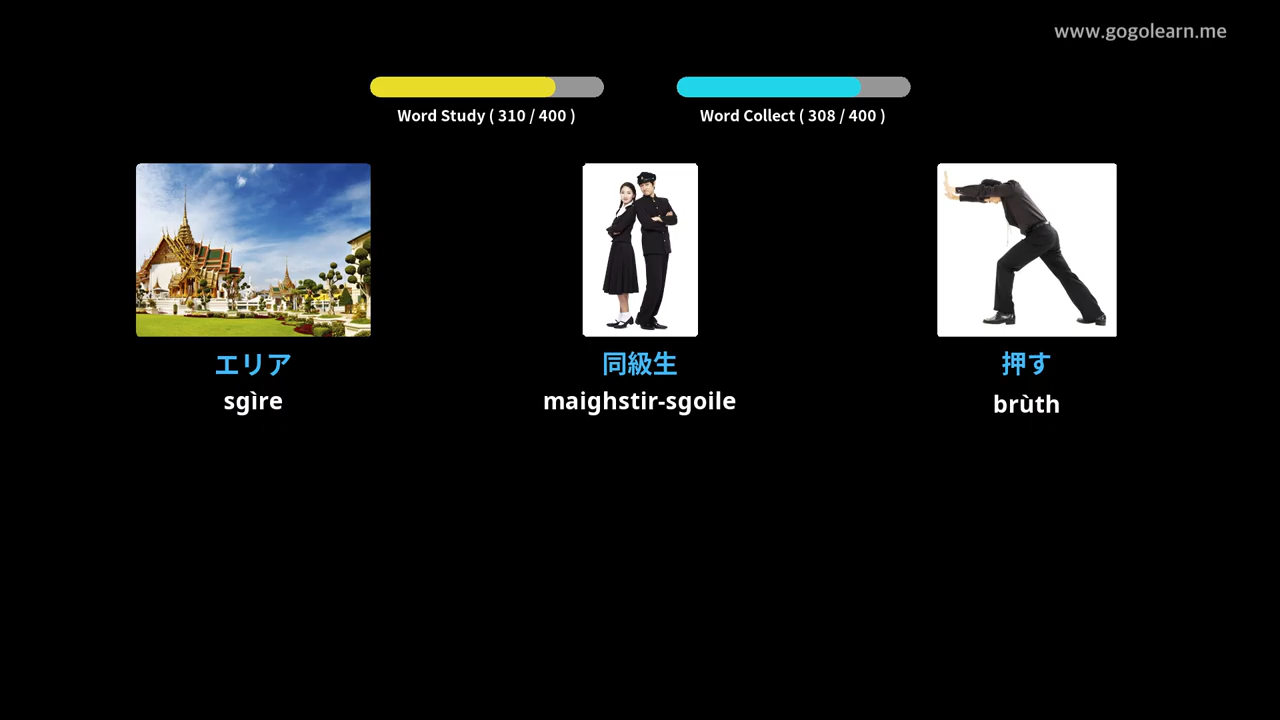 www.gogolearn.me
Word Study ( 310 / 400 )
Word Collect ( 308 / 400 )
エリア
sgìre
同級生
maighstir-sgoile
押す
brùth